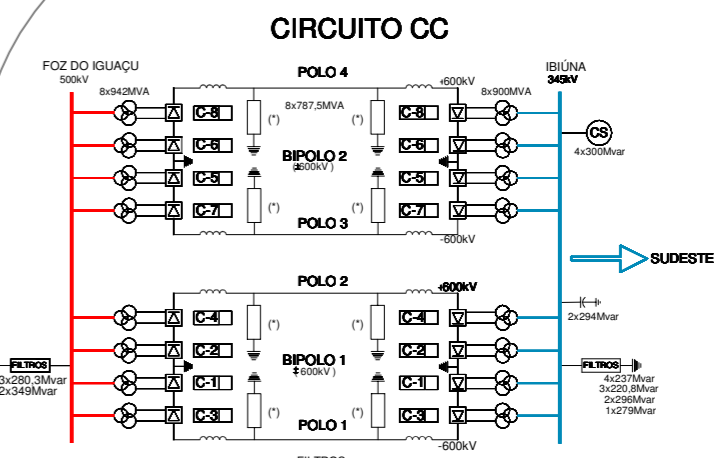 CIRCUITO CC
FOZ DO IGUAÇU
500kV
8x942MVA
POLO 4
+600kV
8x900MVA
IBIÚNA
345kV
C-8
(*)
8x787,5MVA
(*)
C-8
CS
4x300Mvar
C-6
C-6
BIPOLO 2
(±600kV )
C-5
C-5
C-7
(*)
(*)
C-7
POLO 3
-600kV
SUDESTE
POLO 2
+600kV
C-4
(*)
(*)
C-4
2x294Mvar
C-2
C-2
BIPOLO 1
±600kV )
FILTROS
3x280,3Mvar
2x349Mvar
C-1
C-1
FILTROS
4x237Mvar
3x220,8Mvar
2x296Mvar
1x279Mvar
C-3
(*)
(*)
C-3
POLO 1
-600kV
FILTROS